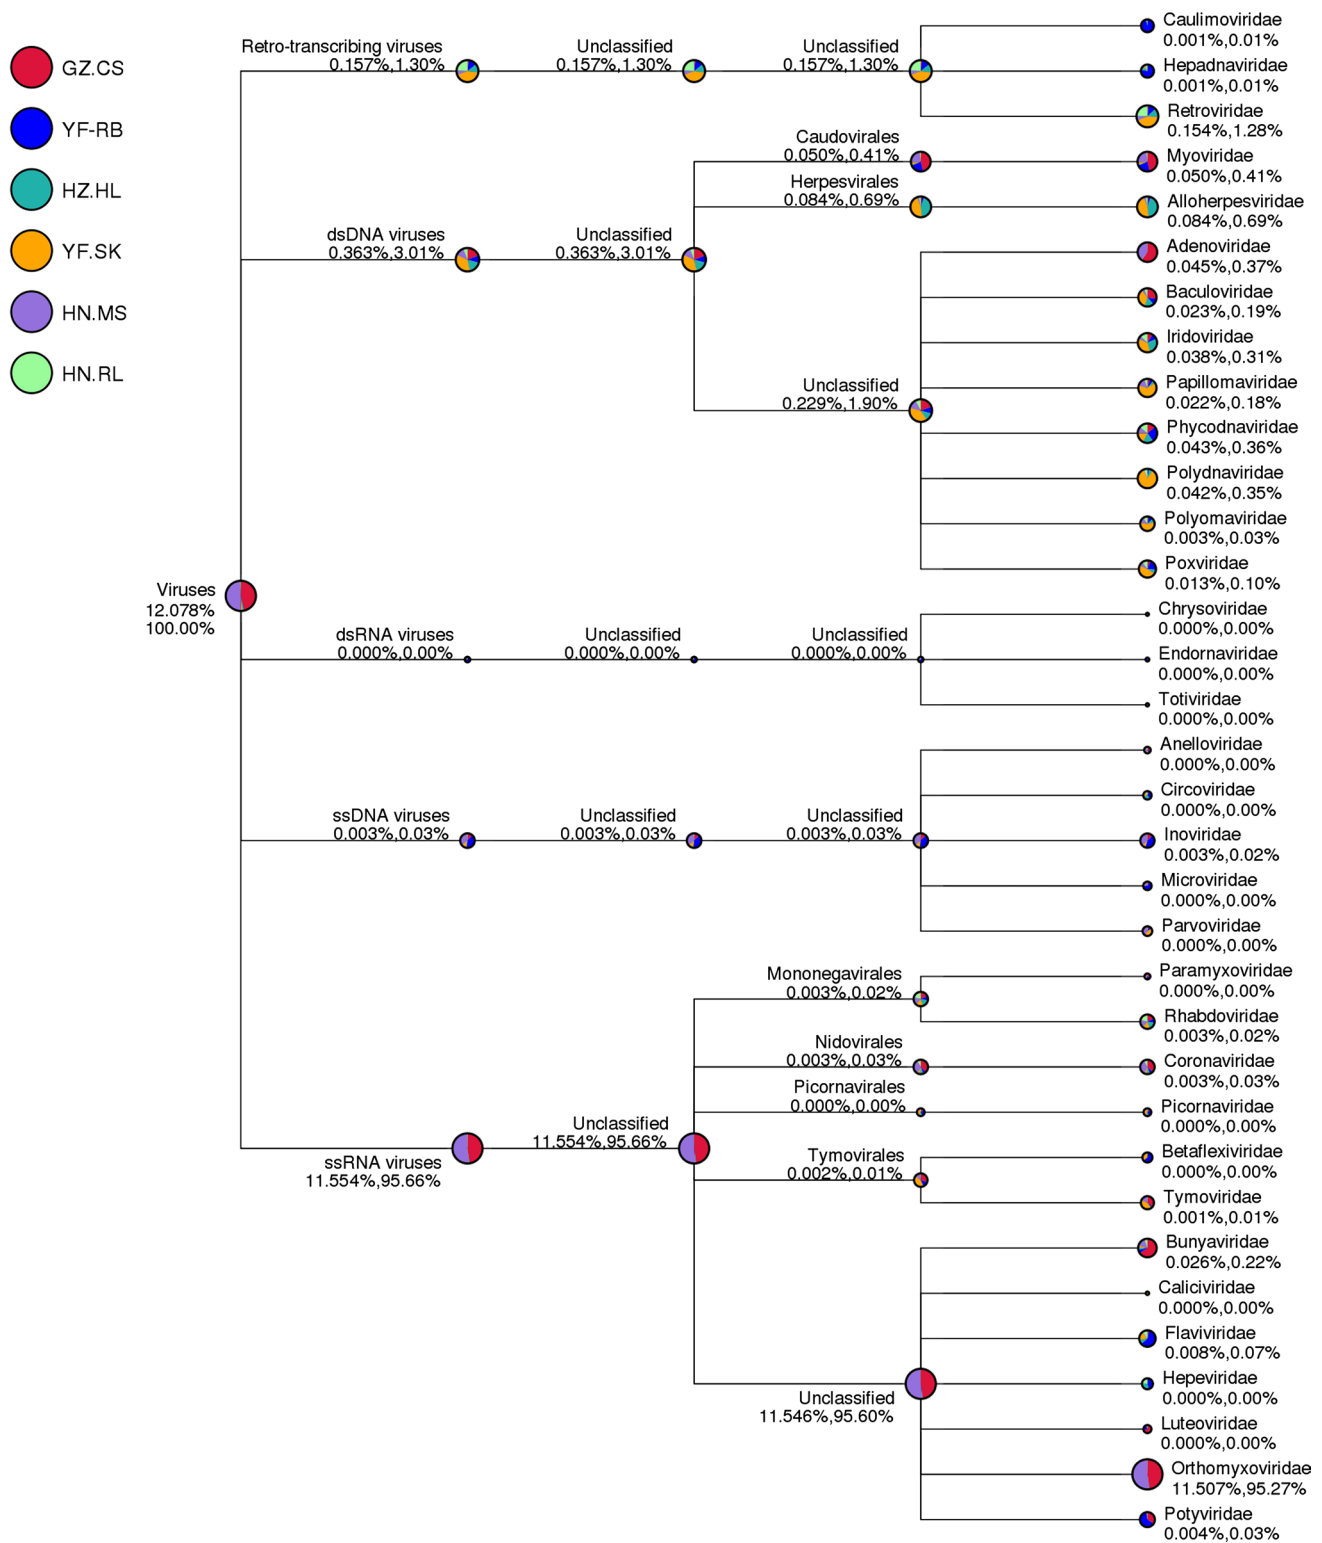 GZ.CS
YF-RB
HZ.HL
YF.SK
HN.MS
HN.RL
Viruses
12.078%
100.00%
Retro-transcribing viruses
0.157%,1.30%
Unclassified
0.157%,1.30%
Unclassified
0.157%,1.30%
Caulimoviridae
0.001%,0.01%
Hepadnaviridae
0.001%,0.01%
Retroviridae
0.154%,1.28%
dsDNA viruses
0.363%,3.01%
Unclassified
0.363%,3.01%
Caudovirales
0.050%,0.41%
Myoviridae
0.050%,0.41%
Herpesvirales
0.084%,0.69%
Alloherpesviridae
0.084%,0.69%
Unclassified
0.229%,1.90%
Adenoviridae
0.045%,0.37%
Baculoviridae
0.023%,0.19%
Iridoviridae
0.038%,0.31%
Papillomaviridae
0.022%,0.18%
Phycodnaviridae
0.043%,0.36%
Polydnaviridae
0.042%,0.35%
Polyomaviridae
0.003%,0.03%
Poxviridae
0.013%,0.10%
dsRNA viruses
0.000%,0.00%
Unclassified
0.000%,0.00%
Unclassified
0.000%,0.00%
Chrysoviridae
0.000%,0.00%
Endornaviridae
0.000%,0.00%
Totiviridae
0.000%,0.00%
ssDNA viruses
0.003%,0.03%
Unclassified
0.003%,0.03%
Unclassified
0.003%,0.03%
Anelloviridae
0.000%,0.00%
Circoviridae
0.000%,0.00%
Inoviridae
0.003%,0.02%
Microviridae
0.000%,0.00%
Parvoviridae
0.000%,0.00%
ssRNA viruses
11.554%,95.66%
Unclassified
11.554%,95.66%
Mononegavirales
0.003%,0.02%
Paramyxoviridae
0.000%,0.00%
Rhabdoviridae
0.003%,0.02%
Nidovirales
0.003%,0.03%
Coronaviridae
0.003%,0.03%
Picornavirales
0.000%,0.00%
Picornaviridae
0.000%,0.00%
Tymovirales
0.002%,0.01%
Betaflexiviridae
0.000%,0.00%
Tymoviridae
0.001%,0.01%
Unclassified
11.546%,95.60%
Bunyaviridae
0.026%,0.22%
Caliciviridae
0.000%,0.00%
Flaviviridae
0.008%,0.07%
Hepeviridae
0.000%,0.00%
Luteoviridae
0.000%,0.00%
Orthomyxoviridae
11.507%,95.27%
Potyviridae
0.004%,0.03%